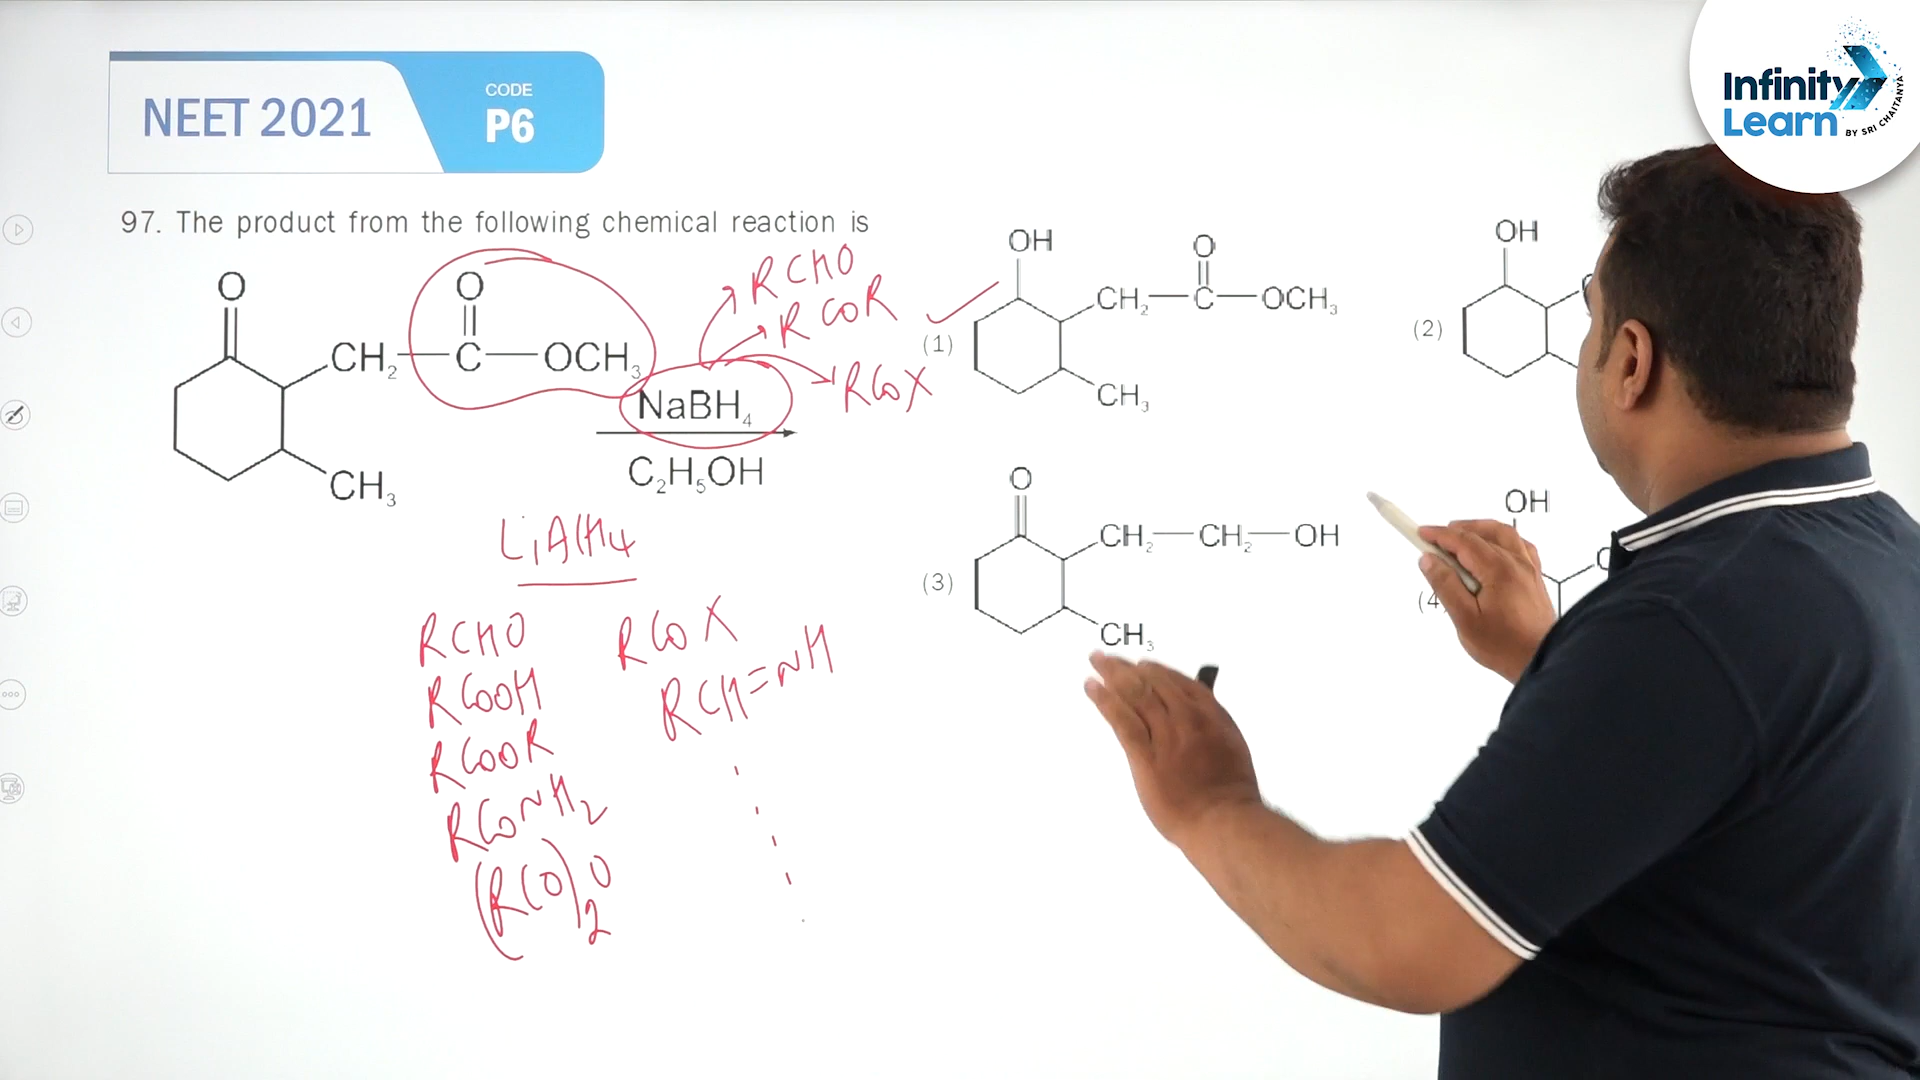 Infinity
Learn
BY SRI CHAITANYA
NEET 2021
CODE
P6
97. The product from the following chemical reaction is
O
O
CH₂—C—OCH₃
CH₃
NaBH₄
C₂H₅OH
RCHO
RCOR
RCOX
LiAlH₄
RCHO
RCOOH
RCOOR
RCONH₂
(RCO)₂O
RCOX
RCH=NH
(1)
OH
O
CH₂—C—OCH₃
CH₃
(2)
OH
(3)
O
CH₂—CH₂—OH
CH₃
(4
OH